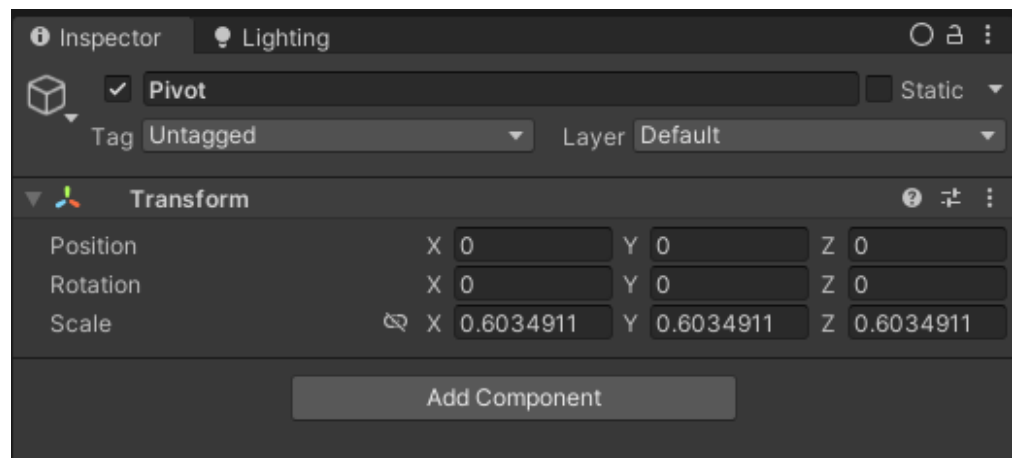 Inspector Lighting
Pivot Static
Tag Untagged Layer Default
Transform
Position X 0 Y 0 Z 0
Rotation X 0 Y 0 Z 0
Scale X 0.6034911 Y 0.6034911 Z 0.6034911
Add Component